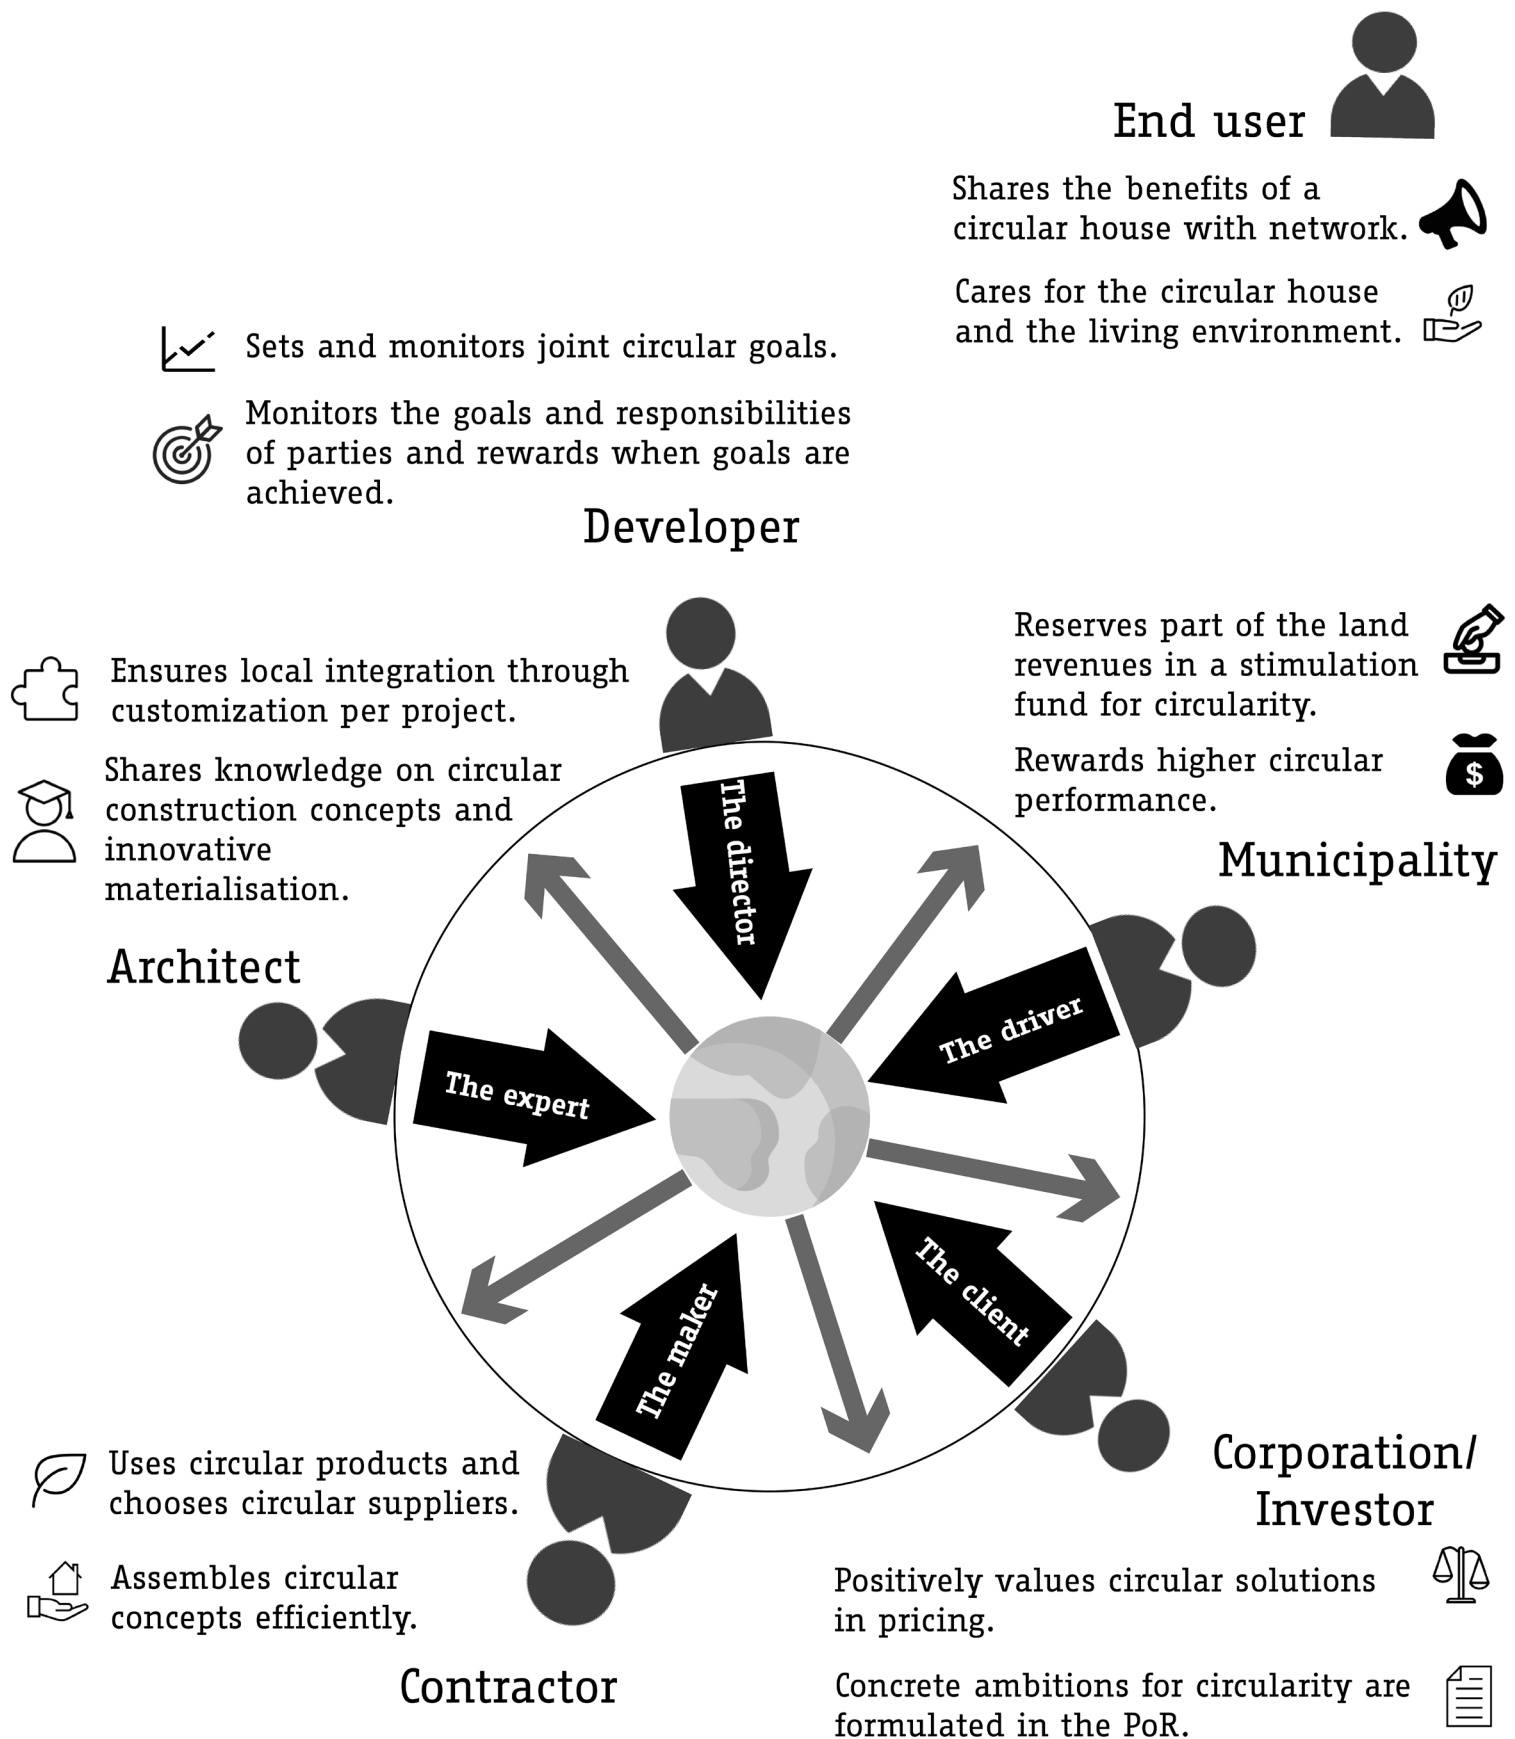 End user
Shares the benefits of a
circular house with network.
Cares for the circular house
and the living environment.
Sets and monitors joint circular goals.
Monitors the goals and responsibilities
of parties and rewards when goals are
achieved.
Developer
Reserves part of the land
revenues in a stimulation
fund for circularity.
Rewards higher circular
performance.
$
Municipality
Ensures local integration through
customization per project.
Shares knowledge on circular
construction concepts and
innovative
materialisation.
Architect
The director
The driver
The expert
The client
The maker
Uses circular products and
chooses circular suppliers.
Assembles circular
concepts efficiently.
Contractor
Corporation/
Investor
Positively values circular solutions
in pricing.
Concrete ambitions for circularity are
formulated in the PoR.